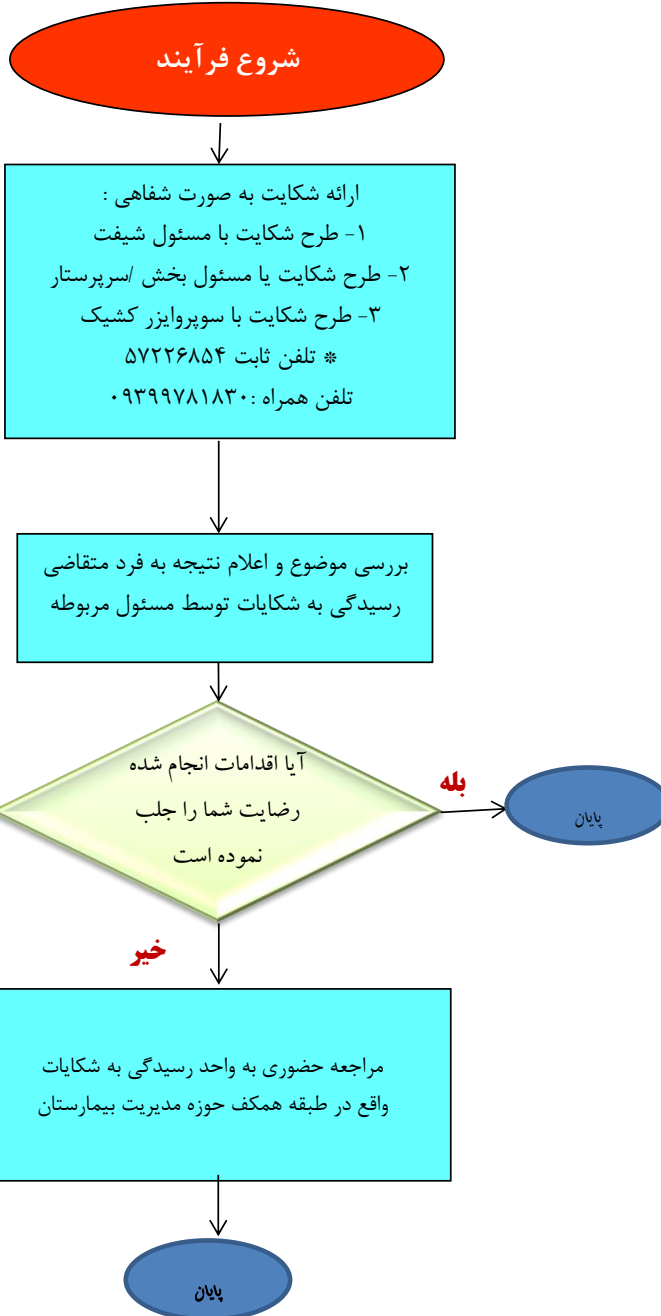 شروع فرآیند
ارائه شکایت به صورت شفاهی :
۱- طرح شکایت با مسئول شیفت
۲- طرح شکایت یا مسئول بخش /سرپرستار
۳- طرح شکایت با سوپروایزر کشیک
* تلفن ثابت ۵۷۲۲۶۸۵۴
تلفن همراه :۰۹۳۹۹۷۸۱۸۳۰
بررسی موضوع و اعلام نتیجه به فرد متقاضی
رسیدگی به شکایات توسط مسئول مربوطه
آیا اقدامات انجام شده
رضایت شما را جلب
نموده است
بله
پایان
خیر
مراجعه حضوری به واحد رسیدگی به شکایات
واقع در طبقه همکف حوزه مدیریت بیمارستان
پایان